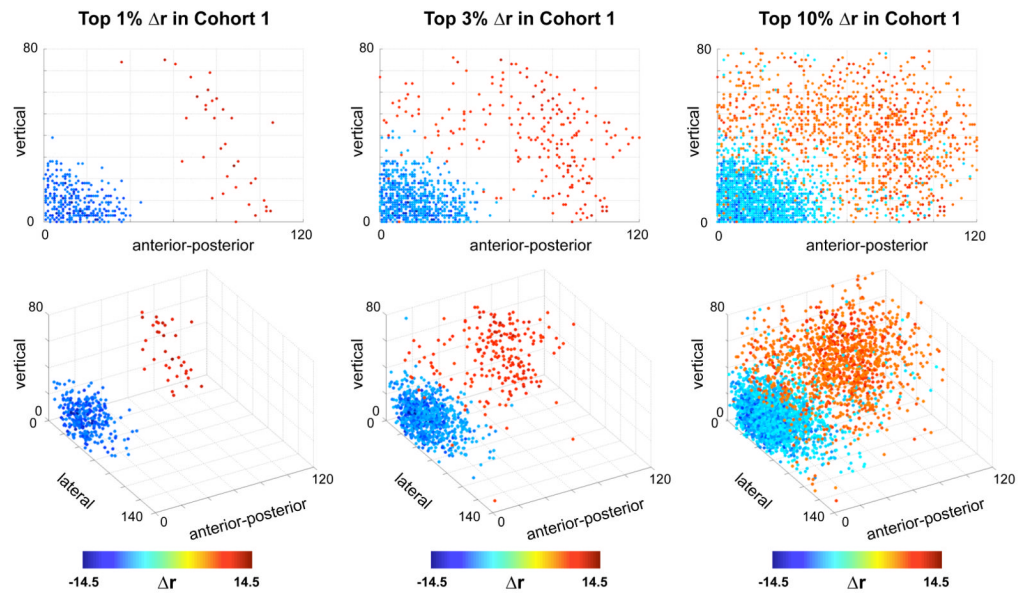 Top 1% Δr in Cohort 1
Top 3% Δr in Cohort 1
Top 10% Δr in Cohort 1
80
vertical
0
0
anterior-posterior
120
80
vertical
0
0
anterior-posterior
120
80
vertical
0
0
anterior-posterior
120
80
vertical
0
lateral
140
0
anterior-posterior
120
80
vertical
0
lateral
140
0
anterior-posterior
120
80
vertical
0
lateral
140
0
anterior-posterior
120
-14.5 Δr 14.5
-14.5 Δr 14.5
-14.5 Δr 14.5